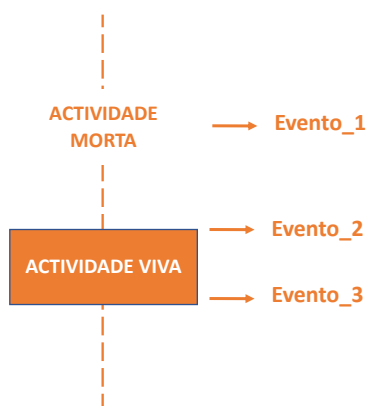 ACTIVIDADE
MORTA
Evento_1
Evento_2
ACTIVIDADE VIVA
Evento_3